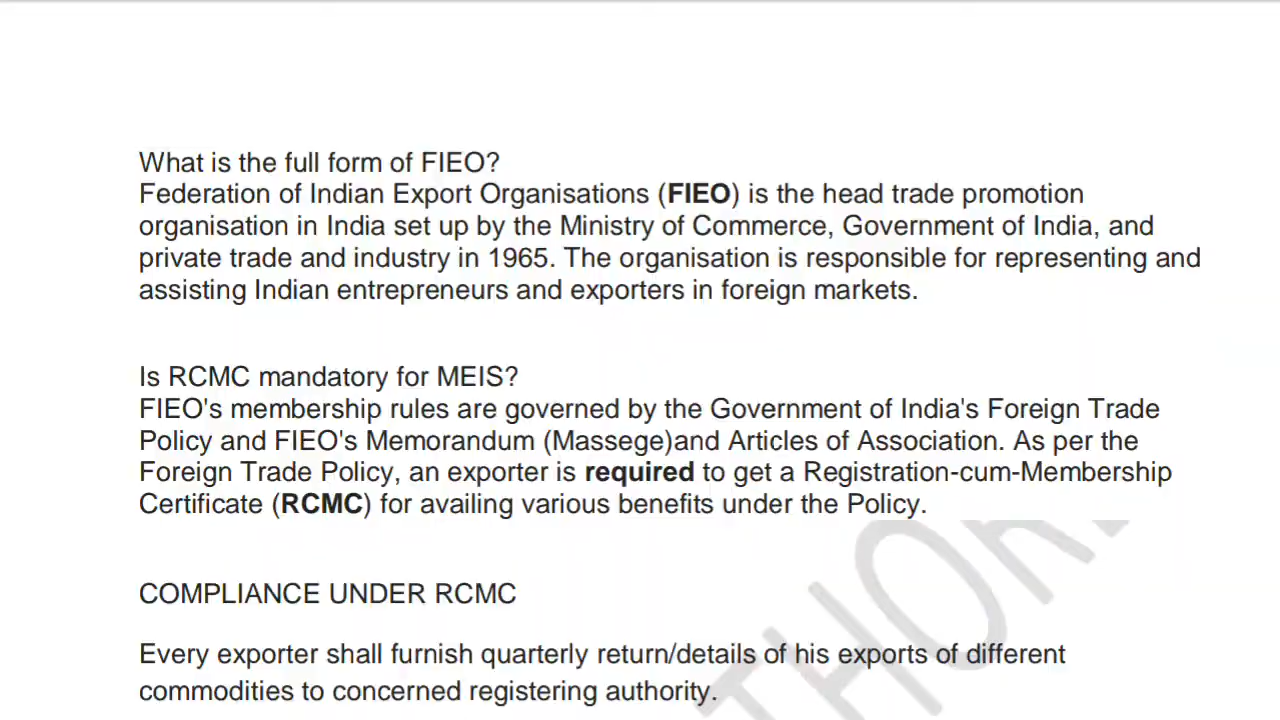 What is the full form of FIEO?
Federation of Indian Export Organisations (FIEO) is the head trade promotion
organisation in India set up by the Ministry of Commerce, Government of India, and
private trade and industry in 1965. The organisation is responsible for representing and
assisting Indian entrepreneurs and exporters in foreign markets.
Is RCMC mandatory for MEIS?
FIEO's membership rules are governed by the Government of India's Foreign Trade
Policy and FIEO's Memorandum (Massege)and Articles of Association. As per the
Foreign Trade Policy, an exporter is required to get a Registration-cum-Membership
Certificate (RCMC) for availing various benefits under the Policy.
COMPLIANCE UNDER RCMC
Every exporter shall furnish quarterly return/details of his exports of different
commodities to concerned registering authority.